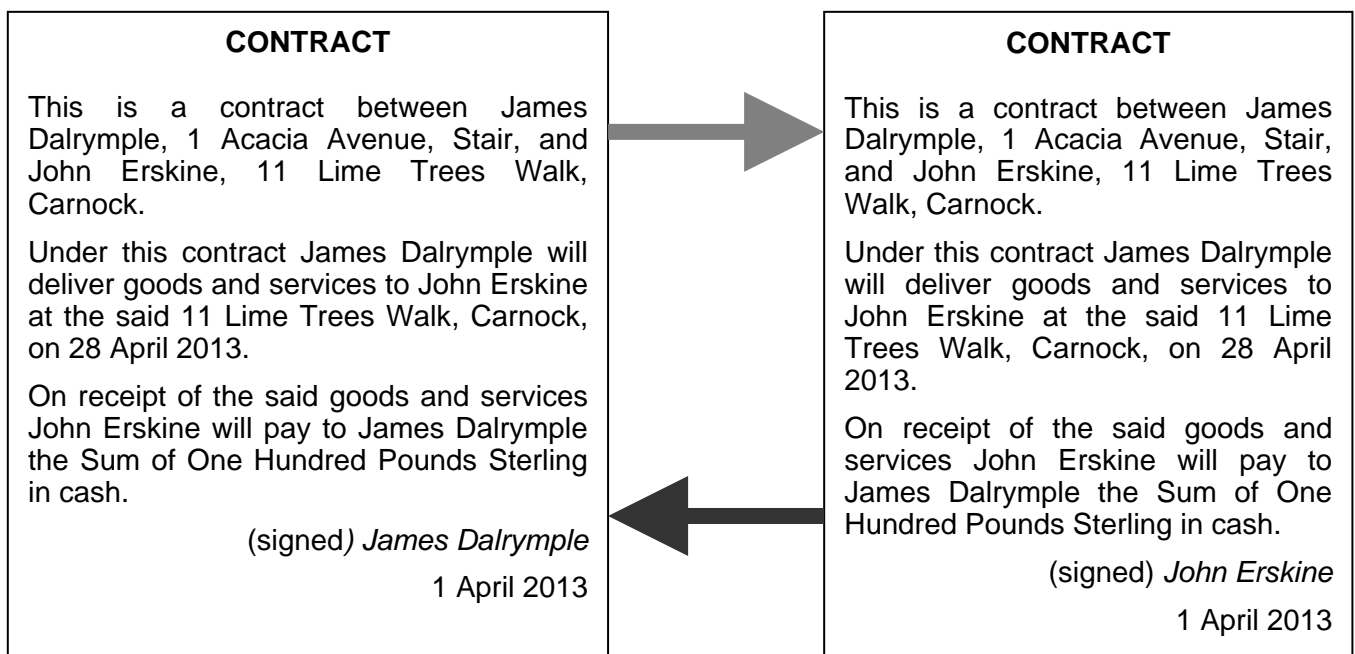 CONTRACT
This is a contract between James
Dalrymple, 1 Acacia Avenue, Stair, and
John Erskine, 11 Lime Trees Walk,
Carnock.
Under this contract James Dalrymple will
deliver goods and services to John Erskine
at the said 11 Lime Trees Walk, Carnock,
on 28 April 2013.
On receipt of the said goods and services
John Erskine will pay to James Dalrymple
the Sum of One Hundred Pounds Sterling
in cash.
(signed) James Dalrymple
1 April 2013
CONTRACT
This is a contract between James
Dalrymple, 1 Acacia Avenue, Stair,
and John Erskine, 11 Lime Trees
Walk, Carnock.
Under this contract James Dalrymple
will deliver goods and services to
John Erskine at the said 11 Lime
Trees Walk, Carnock, on 28 April
2013.
On receipt of the said goods and
services John Erskine will pay to
James Dalrymple the Sum of One
Hundred Pounds Sterling in cash.
(signed) John Erskine
1 April 2013